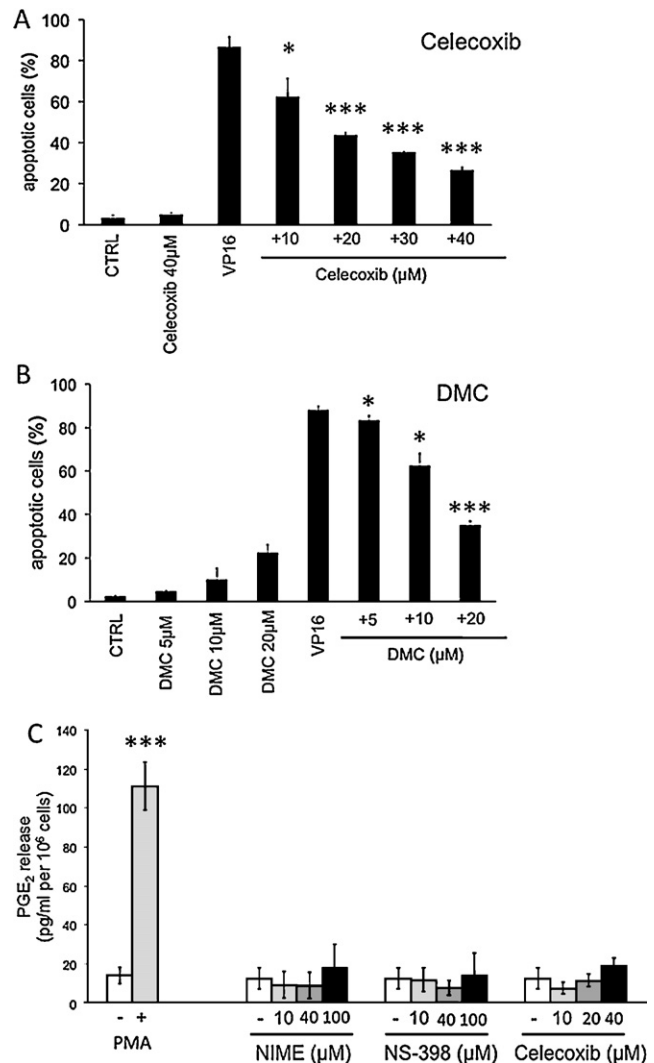 A
Celecoxib
apoptotic cells (%)
100
80
60
40
20
0
*
***
***
***
CTRL
Celecoxib 40µM
VP16
+10
+20
+30
+40
Celecoxib (µM)
B
DMC
apoptotic cells (%)
100
80
60
40
20
0
*
*
***
CTRL
DMC 5µM
DMC 10µM
DMC 20µM
VP16
+5
+10
+20
DMC (µM)
C
PGE₂ release
(pg/ml per 10⁶ cells)
140
120
100
80
60
40
20
0
***
- +
PMA
- 10 40 100
NIME (µM)
- 10 40 100
NS-398 (µM)
- 10 20 40
Celecoxib (µM)